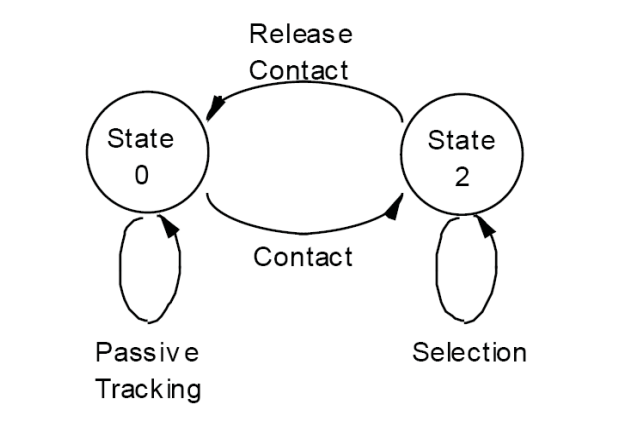 Release
Contact
State
0
State
2
Contact
Passive
Tracking
Selection